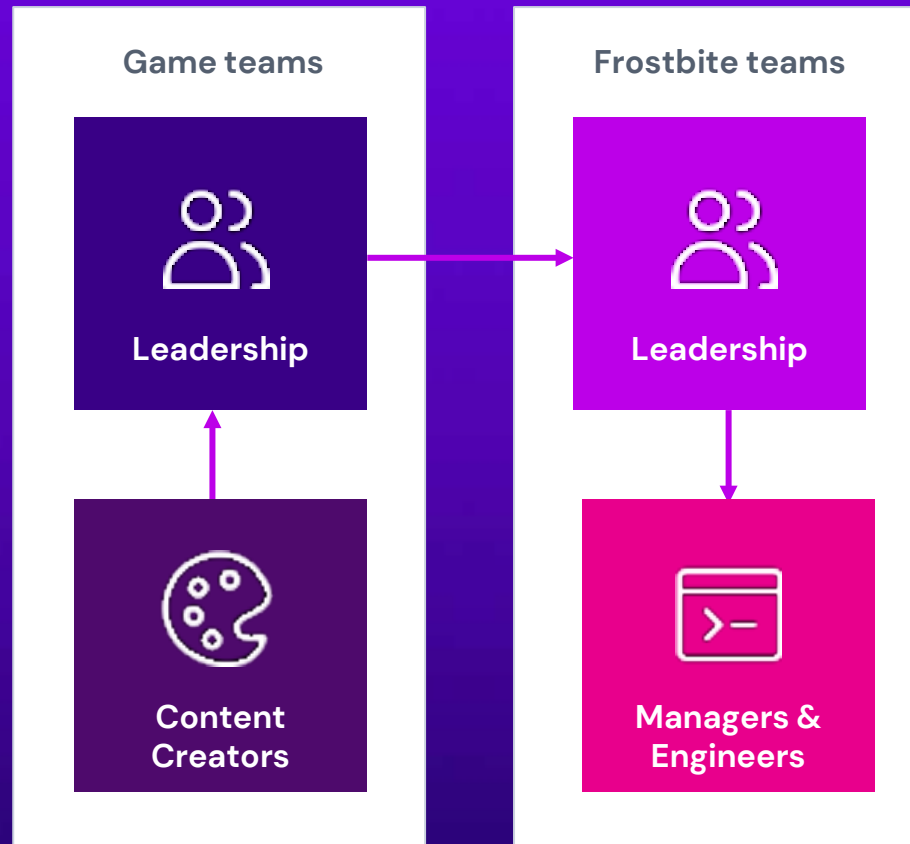 Game teams
Leadership
Content
Creators
Frostbite teams
Leadership
Managers &
Engineers